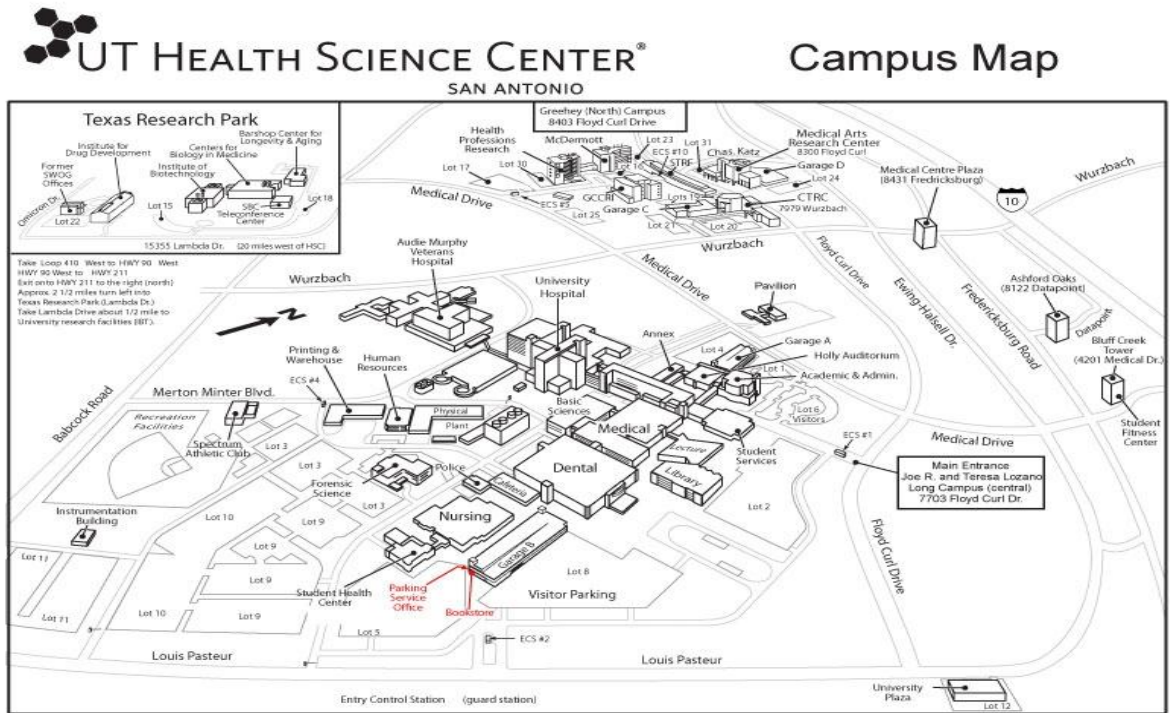 UT HEALTH SCIENCE CENTER®
SAN ANTONIO
Campus Map
Texas Research Park
Institute for
Drug Development
Former
SWOG
Offices
Centers for
Biology in Medicine
Institute of
Biotechnology
Barshop Center for
Longevity & Aging
Omicron Dr.
Lot 22
Lot 15
SBC
Teleconference
Center
Lot 18
15355 Lambda Dr. (20 miles west of HSC)
Take Loop 410 West to HWY 90 West
HWY 90 West to HWY 211
Exit onto HWY 211 to the right (north)
Approx. 2 1/2 miles turn left into
Texas Research Park (Lambda Dr.)
Take Lambda Drive about 1/2 mile to
University research facilities (IBT).
N
Greehey (North) Campus
8403 Floyd Curl Drive
Health
Professions
Research
McDermott
Lot 23
ECS #10
Lot 31
STRF
Chas. Katz
Medical Arts
Research Center
8300 Floyd Curl
Garage D
Lot 24
Lot 17
Lot 30
Medical Drive
ECS #5
GCCRI
Lot 25
Garage C
Lots 19
Lot 21
Lot 20
CTRC
7979 Wurzbach
Wurzbach
Medical Centre Plaza
(8431 Fredricksburg)
10
Wurzbach
Audie Murphy
Veterans
Hospital
Wurzbach
University
Hospital
Medical Drive
Floyd Curl Drive
Ewing-Halsell Dr.
Fredericksburg Road
Ashford Oaks
(8122 Datapoint)
Datapoint
Bluff Creek
Tower
(4201 Medical Dr.)
Student
Fitness
Center
Pavilion
Annex
Lot 4
Garage A
Holly Auditorium
Lot 1
Academic & Admin.
Lot 6
Visitors
Printing &
Warehouse
Human
Resources
ECS #4
Merton Minter Blvd.
Babcock Road
Recreation
Facilities
Spectrum
Athletic Club
Physical
Plant
Basic
Sciences
Medical
Lecture
Student
Services
ECS #1
Medical Drive
Main Entrance
Joe R. and Teresa Lozano
Long Campus (central)
7703 Floyd Curl Dr.
Lot 3
Lot 3
Lot 3
Police
Forensic
Science
Cafeteria
Dental
Library
Lot 2
Instrumentation
Building
Lot 10
Lot 9
Lot 9
Lot 9
Lot 9
Lot 11
Lot 11
Lot 10
Nursing
Garage B
Student Health
Center
Parking
Service
Office
Bookstore
Lot 8
Visitor Parking
Floyd Curl Drive
Lot 5
ECS #2
Louis Pasteur
Louis Pasteur
Entry Control Station (guard station)
University
Plaza
Lot 12